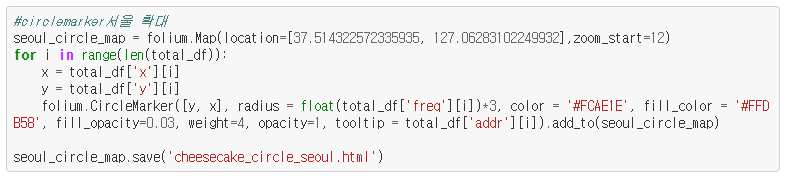 #circlemarker서울 확대
seoul_circle_map = folium.Map(location=[37.514322572335935, 127.06283102249932],zoom_start=12)
for i in range(len(total_df)):
    x = total_df['x'][i]
    y = total_df['y'][i]
    folium.CircleMarker([y, x], radius = float(total_df['freq'][i])*3, color = '#FCAE1E', fill_color = '#FFD
B58', fill_opacity=0.03, weight=4, opacity=1, tooltip = total_df['addr'][i]).add_to(seoul_circle_map)
seoul_circle_map.save('cheesecake_circle_seoul.html')